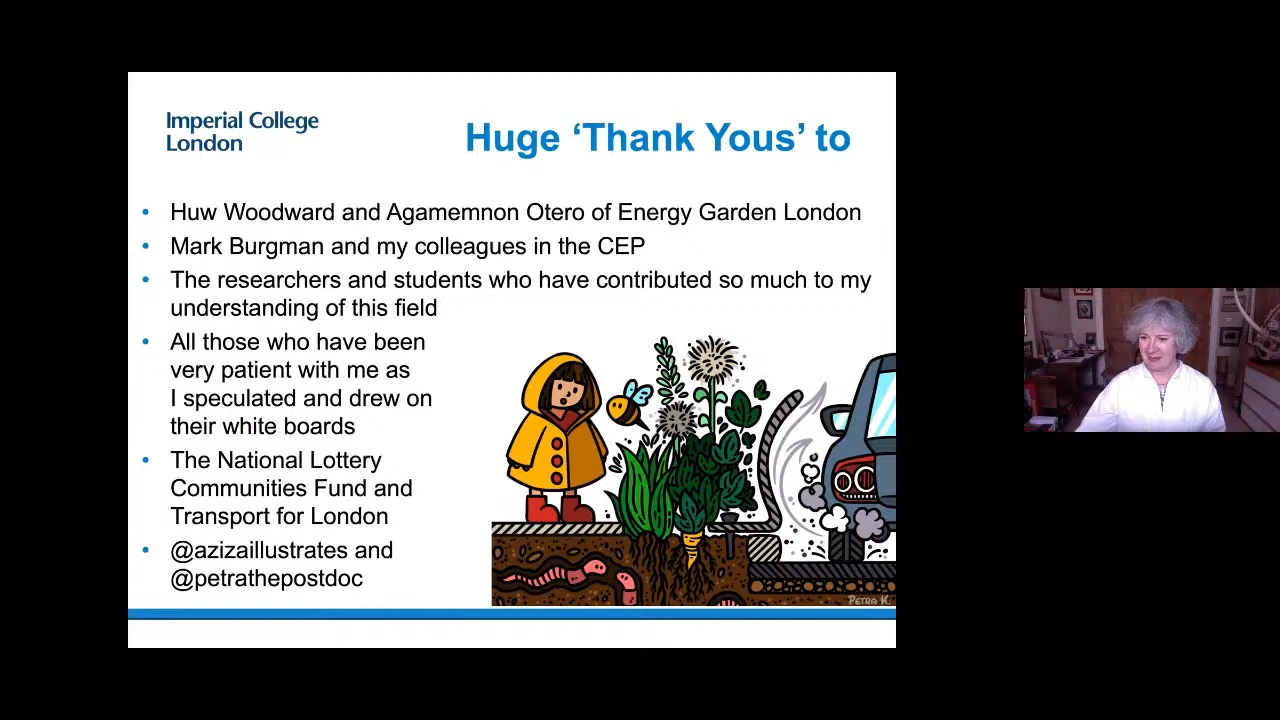 Imperial College
London
Huge ‘Thank Yous’ to
• Huw Woodward and Agamemnon Otero of Energy Garden London
• Mark Burgman and my colleagues in the CEP
• The researchers and students who have contributed so much to my
understanding of this field
• All those who have been
very patient with me as
I speculated and drew on
their white boards
• The National Lottery
Communities Fund and
Transport for London
• @azizaillustrates and
@petrathepostdoc
PETRA K.